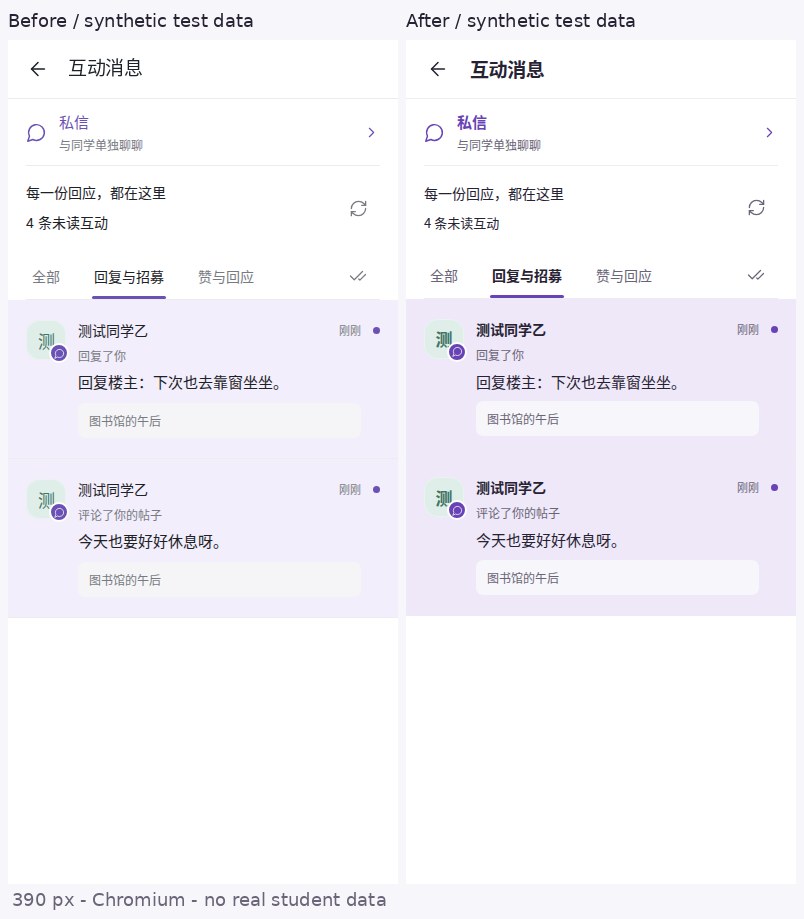 Before / synthetic test data
互动消息
私信
与同学单独聊聊
每一份回应，都在这里
4 条未读互动
全部 回复与招募 赞与回应
测
测试同学乙 刚刚
回复了你
回复楼主：下次也去靠窗坐坐。
图书馆的午后
测
测试同学乙 刚刚
评论了你的帖子
今天也要好好休息呀。
图书馆的午后
After / synthetic test data
互动消息
私信
与同学单独聊聊
每一份回应，都在这里
4 条未读互动
全部 回复与招募 赞与回应
测
测试同学乙 刚刚
回复了你
回复楼主：下次也去靠窗坐坐。
图书馆的午后
测
测试同学乙 刚刚
评论了你的帖子
今天也要好好休息呀。
图书馆的午后
390 px - Chromium - no real student data